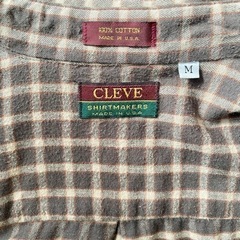 100% COTTON
MADE IN U.S.A.
M
CLEVE
SHIRTMAKERS
MADE IN U.S.A.